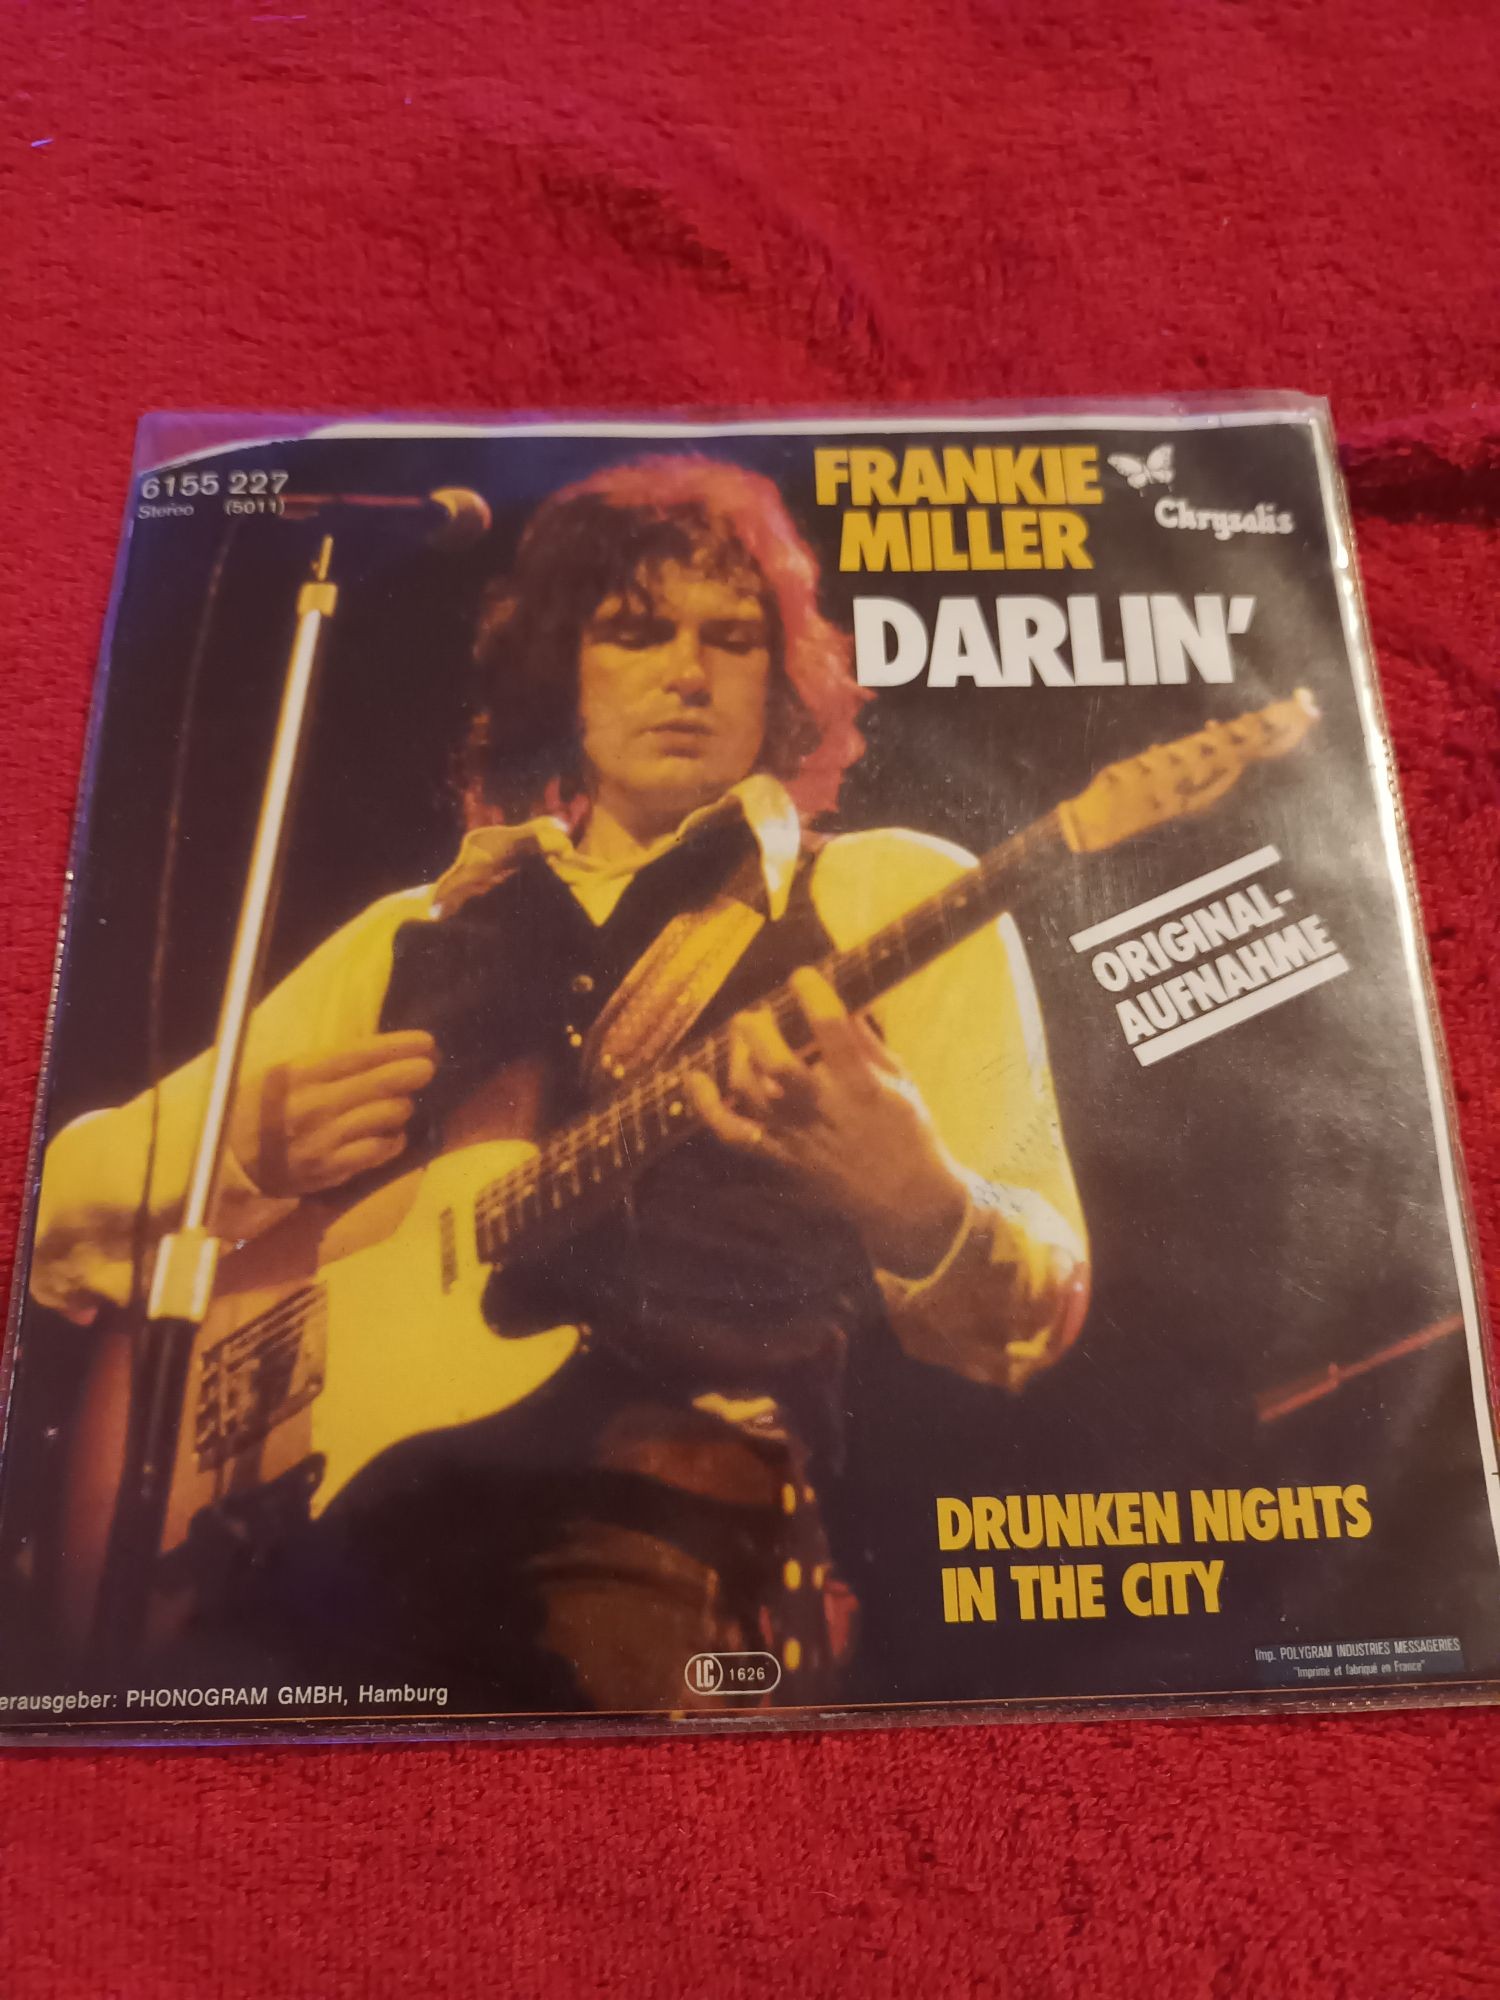 6155 227
Stereo (5011)
FRANKIE
MILLER
Chrysalis
DARLIN'
ORIGINAL-
AUFNAHME
DRUNKEN NIGHTS
IN THE CITY
Imp. POLYGRAM INDUSTRIES MESSAGERIES
"Imprimé et fabriqué en France"
LC 1626
erausgeber: PHONOGRAM GMBH, Hamburg